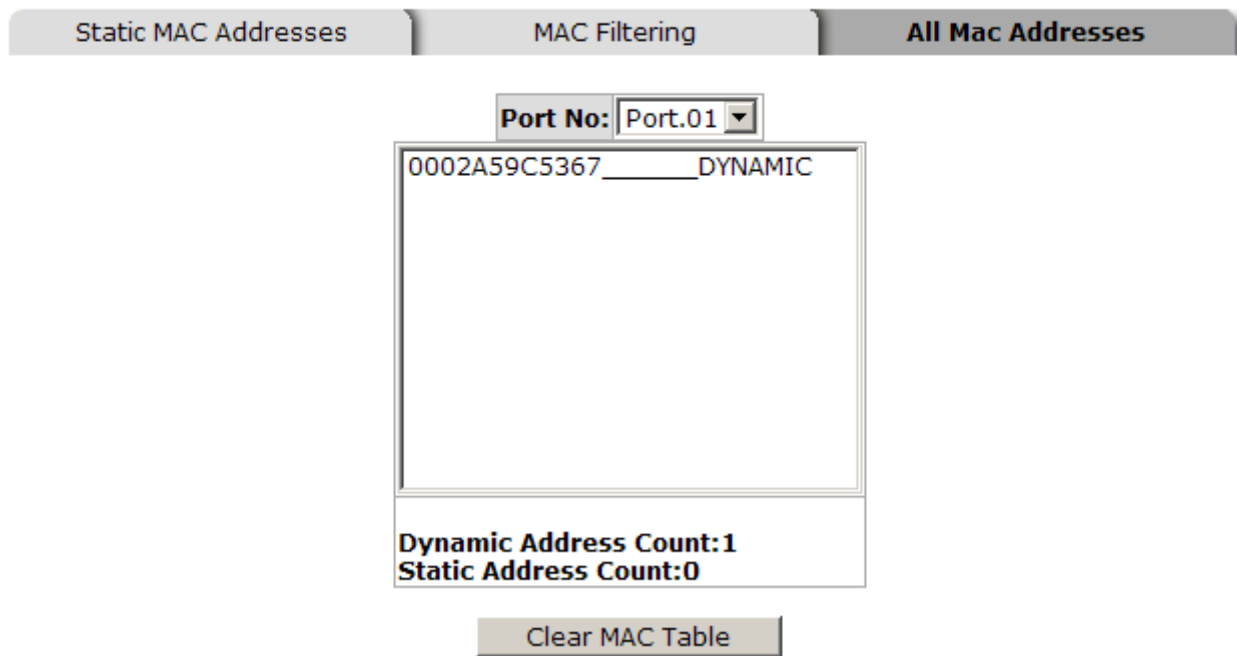 Static MAC Addresses MAC Filtering All Mac Addresses
Port No: Port.01
0002A59C5367______DYNAMIC
Dynamic Address Count:1
Static Address Count:0
Clear MAC Table